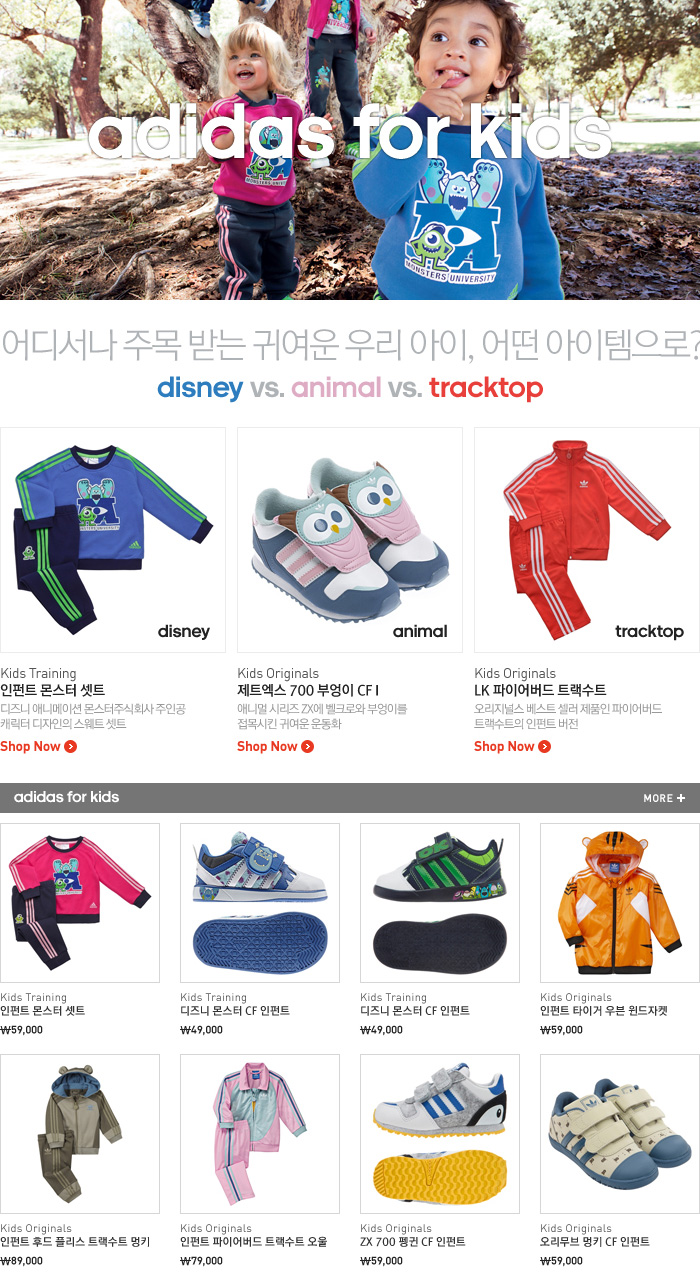 adidas for kids
MONSTERS UNIVERSITY
MONSTERS UNIVERSITY
어디서나 주목 받는 귀여운 우리 아이, 어떤 아이템으로?
disney vs. animal vs. tracktop
disney
animal
tracktop
Kids Training
인펀트 몬스터 셋트
디즈니 애니메이션 몬스터주식회사 주인공
캐릭터 디자인의 스웨트 셋트
Shop Now
Kids Originals
제트엑스 700 부엉이 CF I
애니멀 시리즈 ZX에 벨크로와 부엉이를
접목시킨 귀여운 운동화
Shop Now
Kids Originals
LK 파이어버드 트랙수트
오리지널스 베스트 셀러 제품인 파이어버드
트랙수트의 인펀트 버전
Shop Now
adidas for kids
MORE +
Kids Training
인펀트 몬스터 셋트
₩59,000
Kids Training
디즈니 몬스터 CF 인펀트
₩49,000
Kids Training
디즈니 몬스터 CF 인펀트
₩49,000
Kids Originals
인펀트 타이거 우븐 윈드자켓
₩59,000
Kids Originals
인펀트 후드 플리스 트랙수트 멍키
₩89,000
Kids Originals
인펀트 파이어버드 트랙수트 오울
₩79,000
Kids Originals
ZX 700 펭귄 CF 인펀트
₩59,000
Kids Originals
오리무브 멍키 CF 인펀트
₩59,000